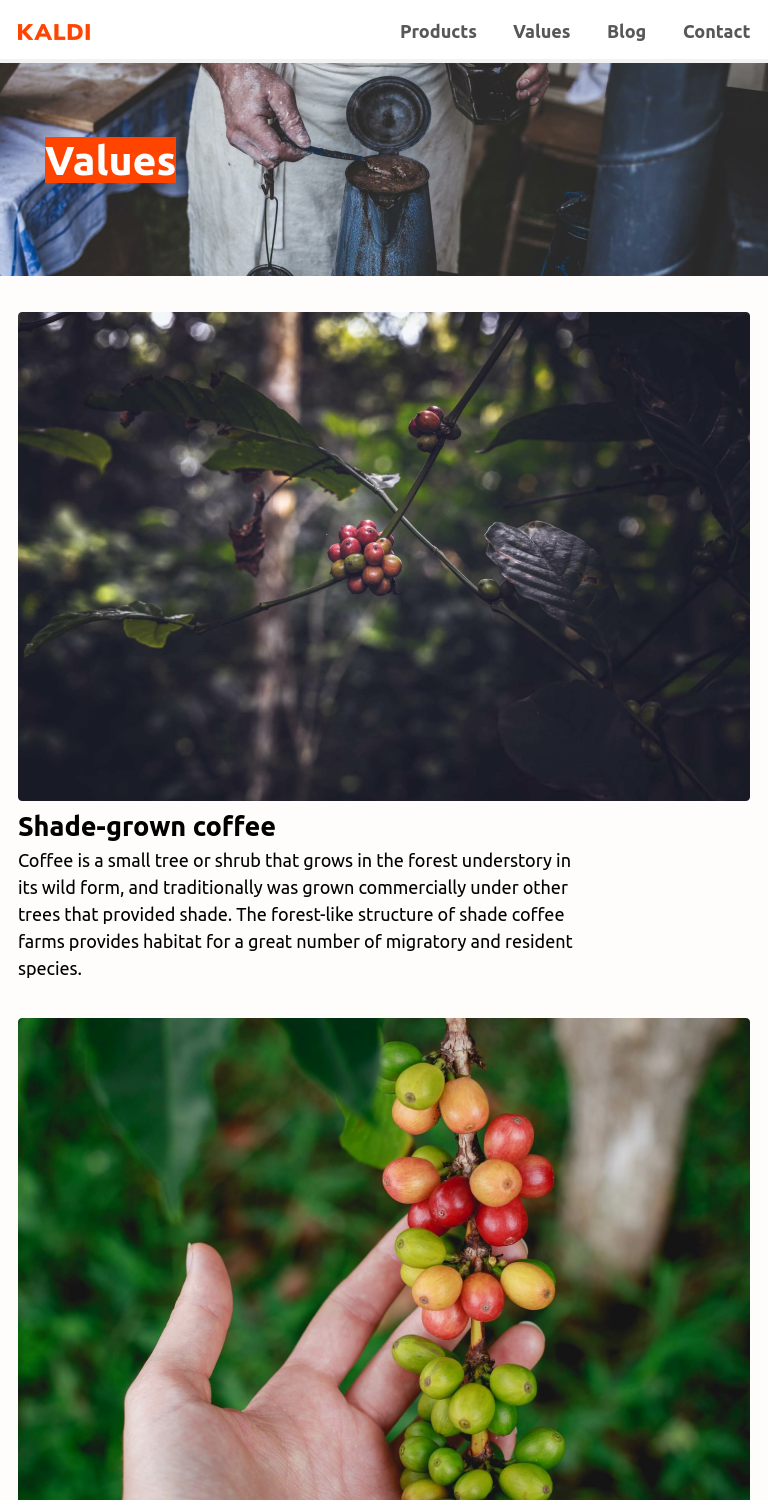 KALDI
Products Values Blog Contact
Values
Shade-grown coffee
Coffee is a small tree or shrub that grows in the forest understory in
its wild form, and traditionally was grown commercially under other
trees that provided shade. The forest-like structure of shade coffee
farms provides habitat for a great number of migratory and resident
species.